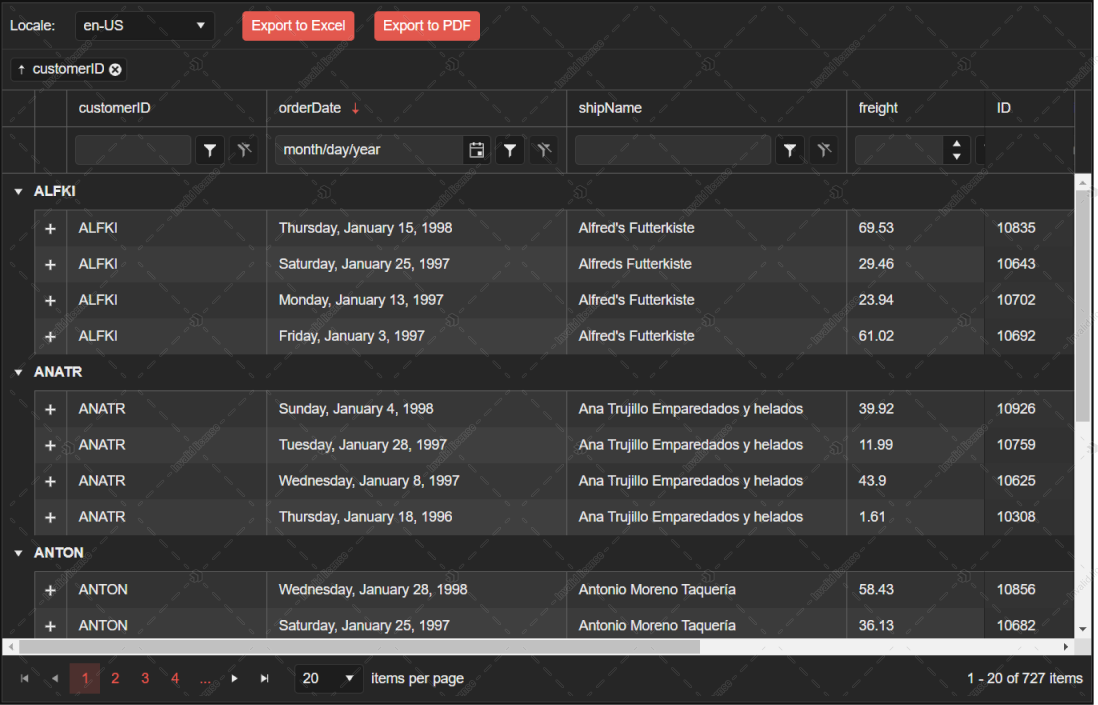 Locale: en-US Export to Excel Export to PDF
↑ customerID
customerID orderDate ↓ shipName freight ID
month/day/year
ALFKI
+ ALFKI Thursday, January 15, 1998 Alfred's Futterkiste 69.53 10835
+ ALFKI Saturday, January 25, 1997 Alfreds Futterkiste 29.46 10643
+ ALFKI Monday, January 13, 1997 Alfred's Futterkiste 23.94 10702
+ ALFKI Friday, January 3, 1997 Alfred's Futterkiste 61.02 10692
ANATR
+ ANATR Sunday, January 4, 1998 Ana Trujillo Emparedados y helados 39.92 10926
+ ANATR Tuesday, January 28, 1997 Ana Trujillo Emparedados y helados 11.99 10759
+ ANATR Wednesday, January 8, 1997 Ana Trujillo Emparedados y helados 43.9 10625
+ ANATR Thursday, January 18, 1996 Ana Trujillo Emparedados y helados 1.61 10308
ANTON
+ ANTON Wednesday, January 28, 1998 Antonio Moreno Taquería 58.43 10856
+ ANTON Saturday, January 25, 1997 Antonio Moreno Taquería 36.13 10682
1 2 3 4 ... 20 items per page 1 - 20 of 727 items